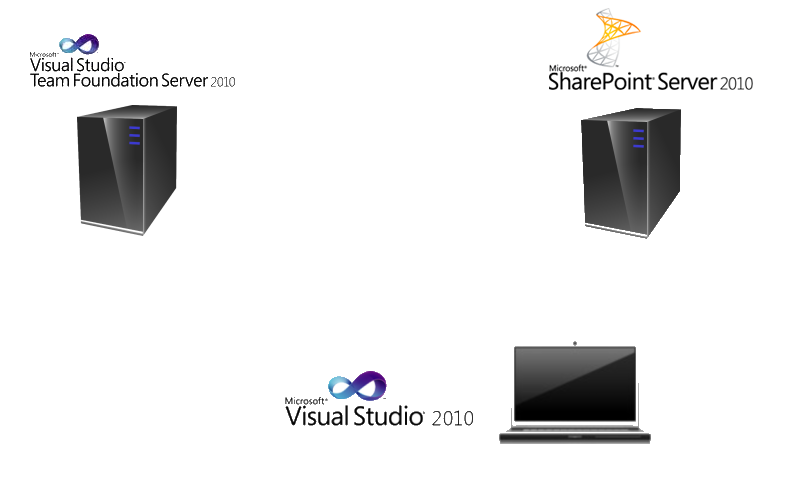 Microsoft®
Visual Studio®
Team Foundation Server 2010
Microsoft®
SharePoint® Server 2010
Microsoft®
Visual Studio® 2010